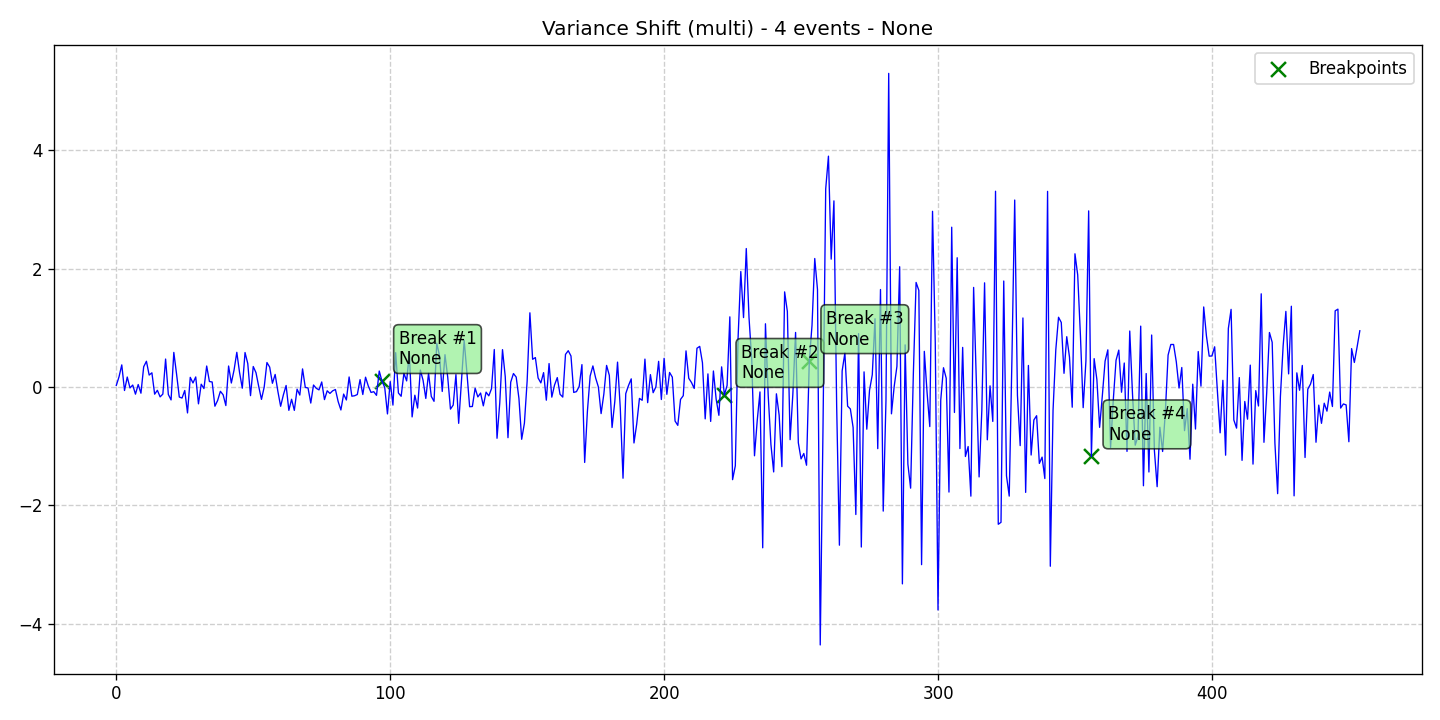 Variance Shift (multi) - 4 events - None
Breakpoints
4
2
0
−2
−4
Break #1
None
Break #2
None
Break #3
None
Break #4
None
0
100
200
300
400